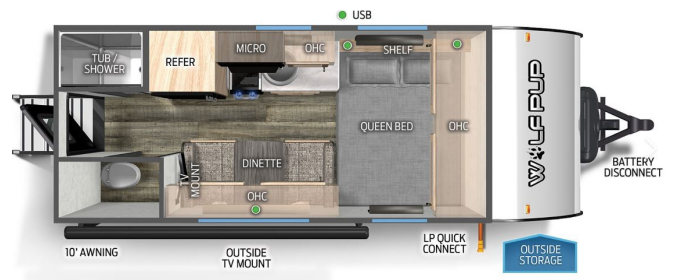 USB
TUB /
SHOWER
REFER
MICRO
OHC
SHELF
QUEEN BED
OHC
WOLF PUP
BATTERY
DISCONNECT
DINETTE
TV
MOUNT
OHC
10' AWNING
OUTSIDE
TV MOUNT
LP QUICK
CONNECT
OUTSIDE
STORAGE